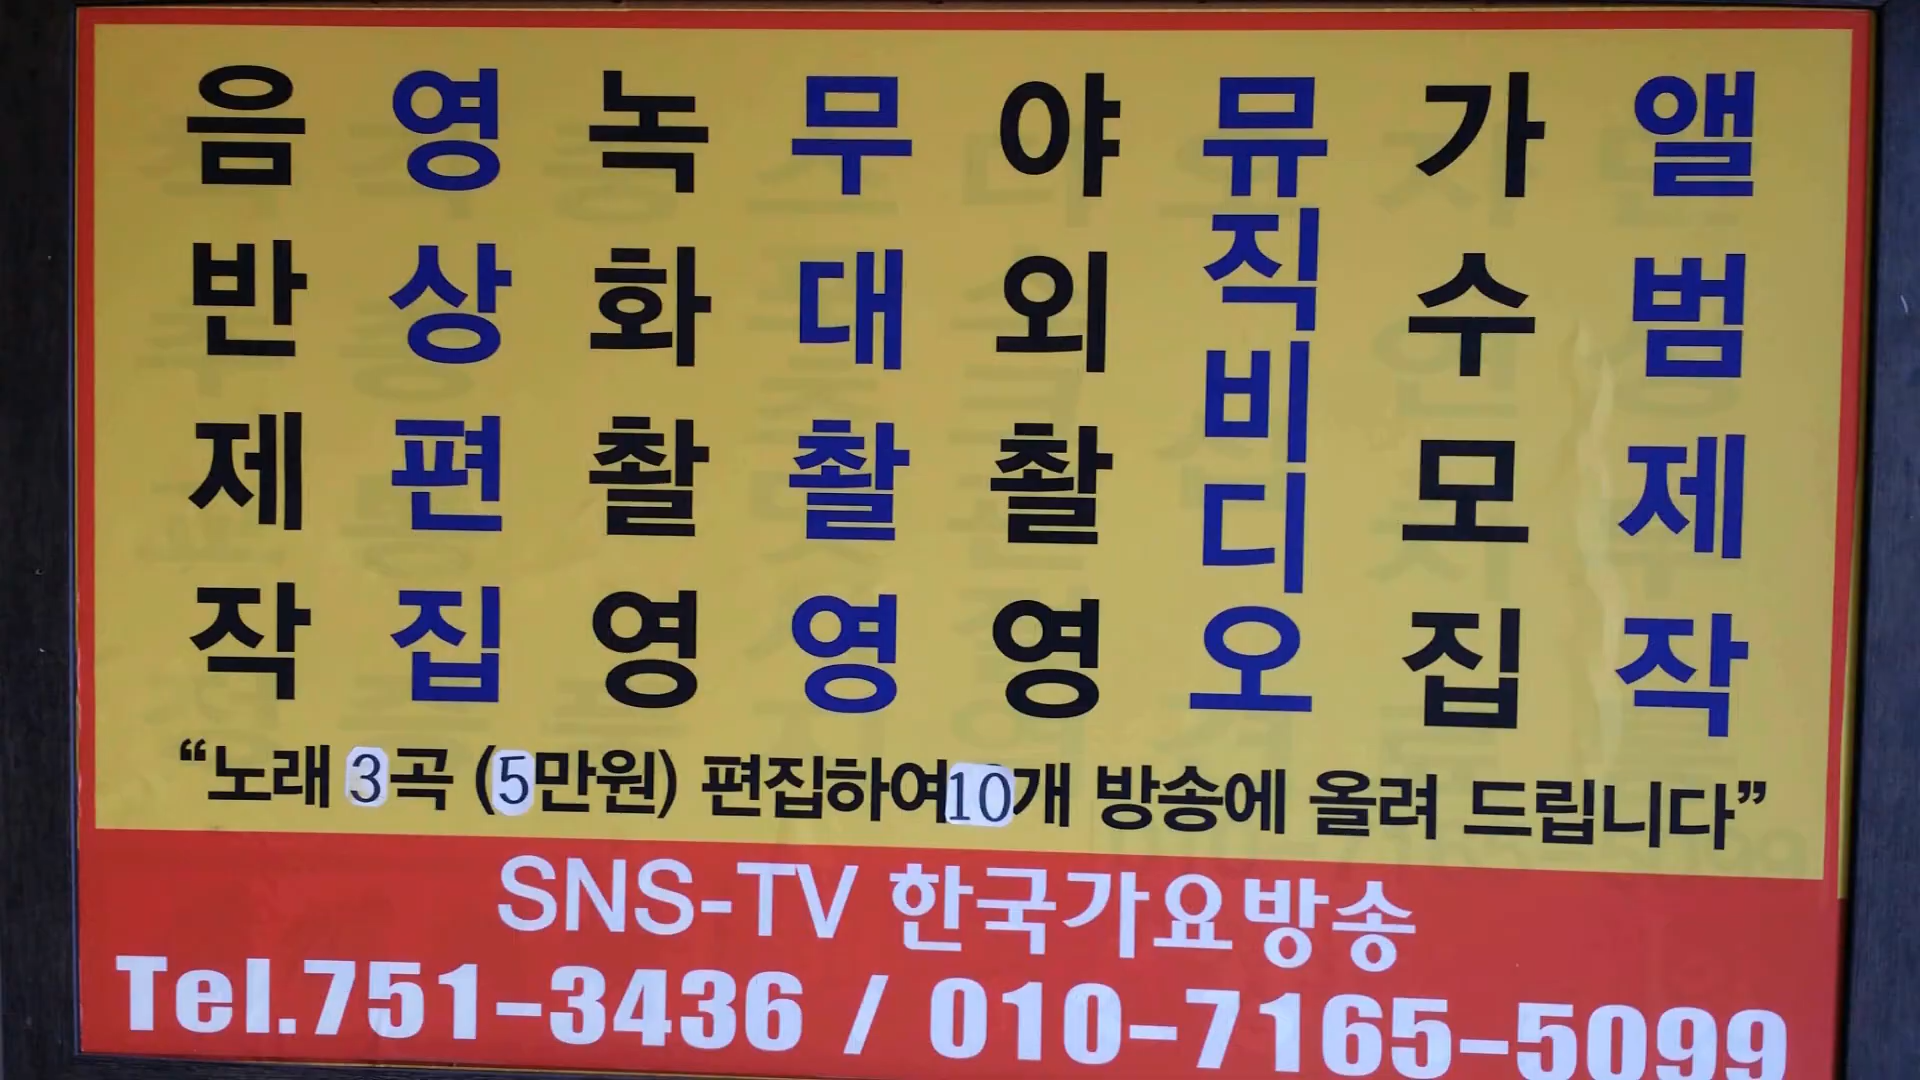 음반제작
영상편집
녹화촬영
무대촬영
야외촬영
뮤직비디오
가수모집
앨범제작
“노래 3곡 (5만원) 편집하여 10개 방송에 올려 드립니다”
SNS-TV 한국가요방송
Tel.751-3436 / 010-7165-5099